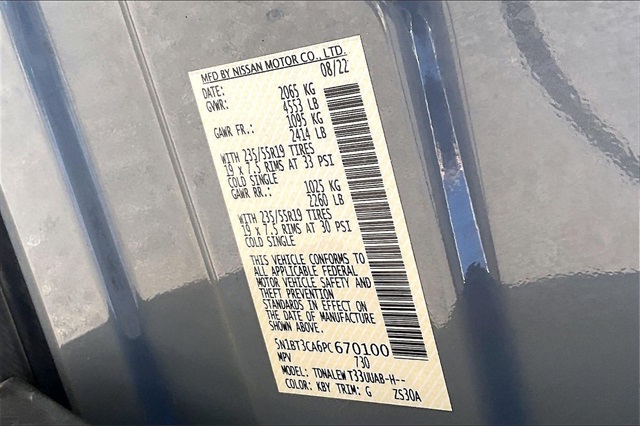 MFD BY NISSAN MOTOR CO., LTD.
DATE: 08/22
GVWR: 2065 KG
4553 LB
GAWR FR.: 1095 KG
2414 LB
WITH 235/55R19 TIRES
19 x 7.5 RIMS AT 33 PSI
COLD SINGLE
GAWR RR.: 1025 KG
2260 LB
WITH 235/55R19 TIRES
19 x 7.5 RIMS AT 30 PSI
COLD SINGLE
THIS VEHICLE CONFORMS TO
ALL APPLICABLE FEDERAL
MOTOR VEHICLE SAFETY AND
THEFT PREVENTION
STANDARDS IN EFFECT ON
THE DATE OF MANUFACTURE
SHOWN ABOVE.
5N1BT3CA6PC670100
MPV 730
MODEL: TDNALEW T33UUAB-H--
COLOR: KBY TRIM: G ZS30A